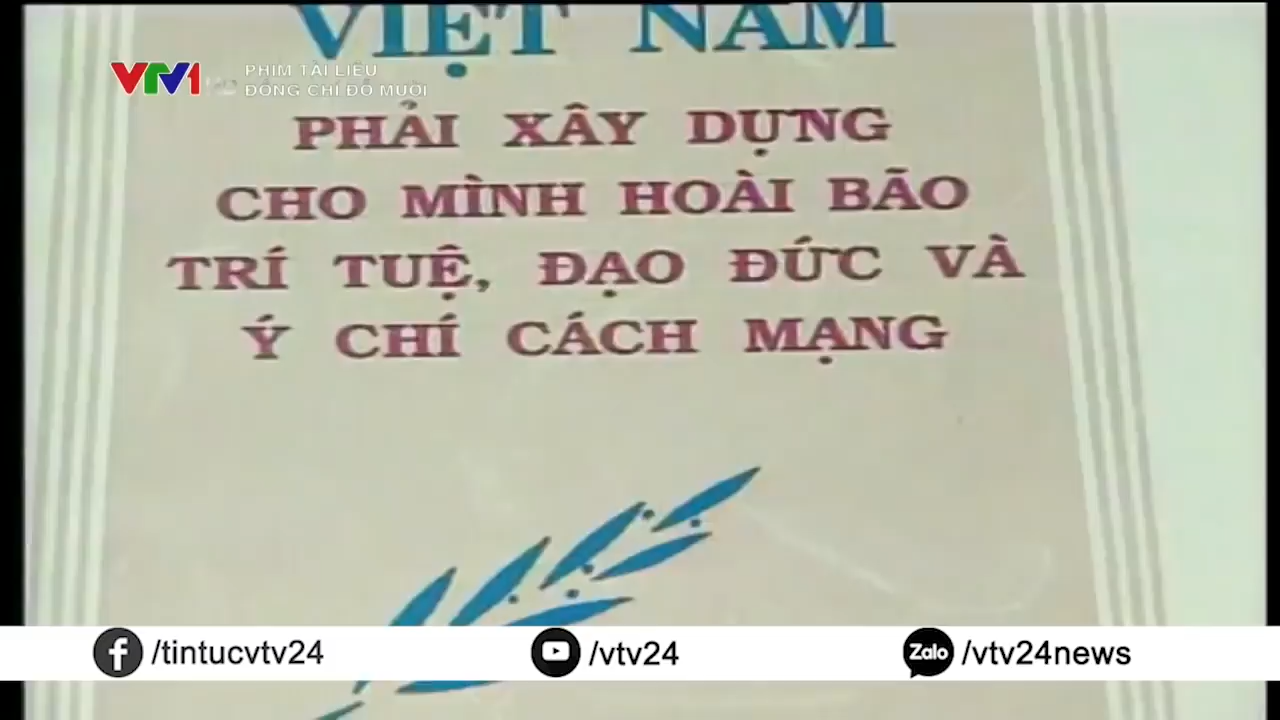 VIỆT NAM
VTV1 HD
PHIM TÀI LIỆU
ĐỒNG CHÍ ĐỖ MƯỜI
PHẢI XÂY DỰNG
CHO MÌNH HOÀI BÃO
TRÍ TUỆ, ĐẠO ĐỨC VÀ
Ý CHÍ CÁCH MẠNG
/tintucvtv24
/vtv24
Zalo /vtv24news